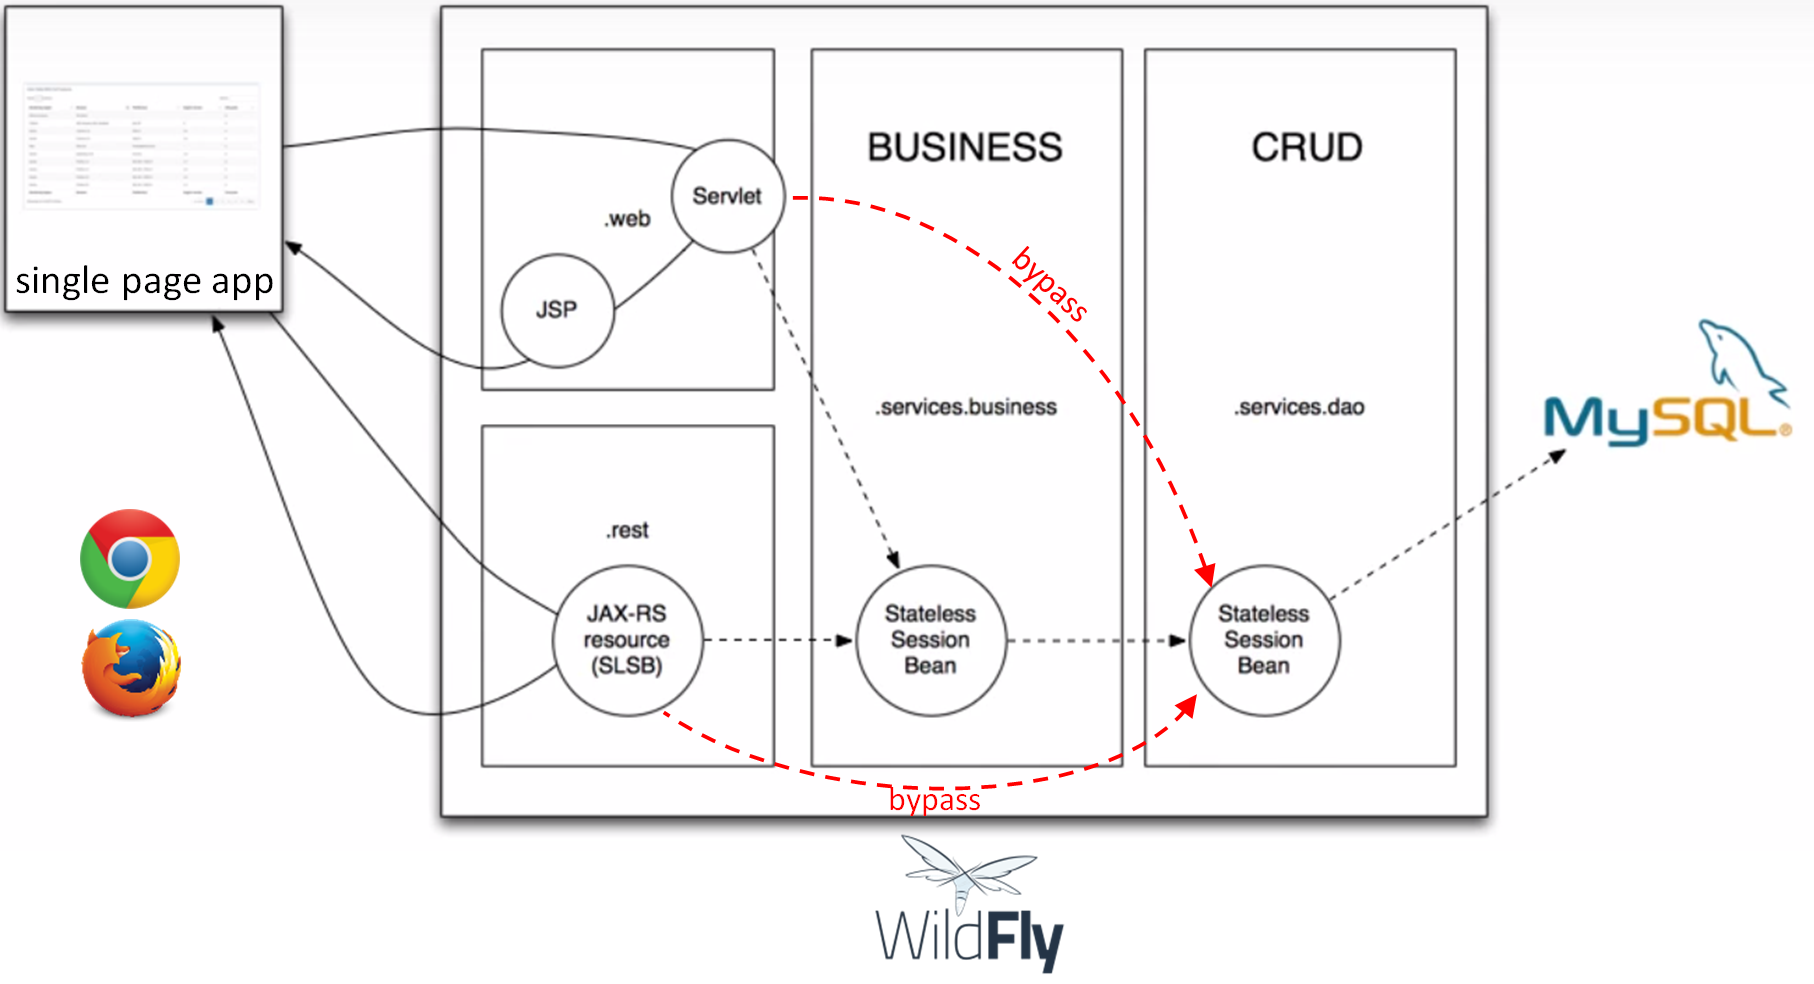 single page app
.web
Servlet
JSP
.rest
JAX-RS
resource
(SLSB)
BUSINESS
.services.business
Stateless
Session
Bean
CRUD
.services.dao
Stateless
Session
Bean
bypass
bypass
MySQL®
WildFly